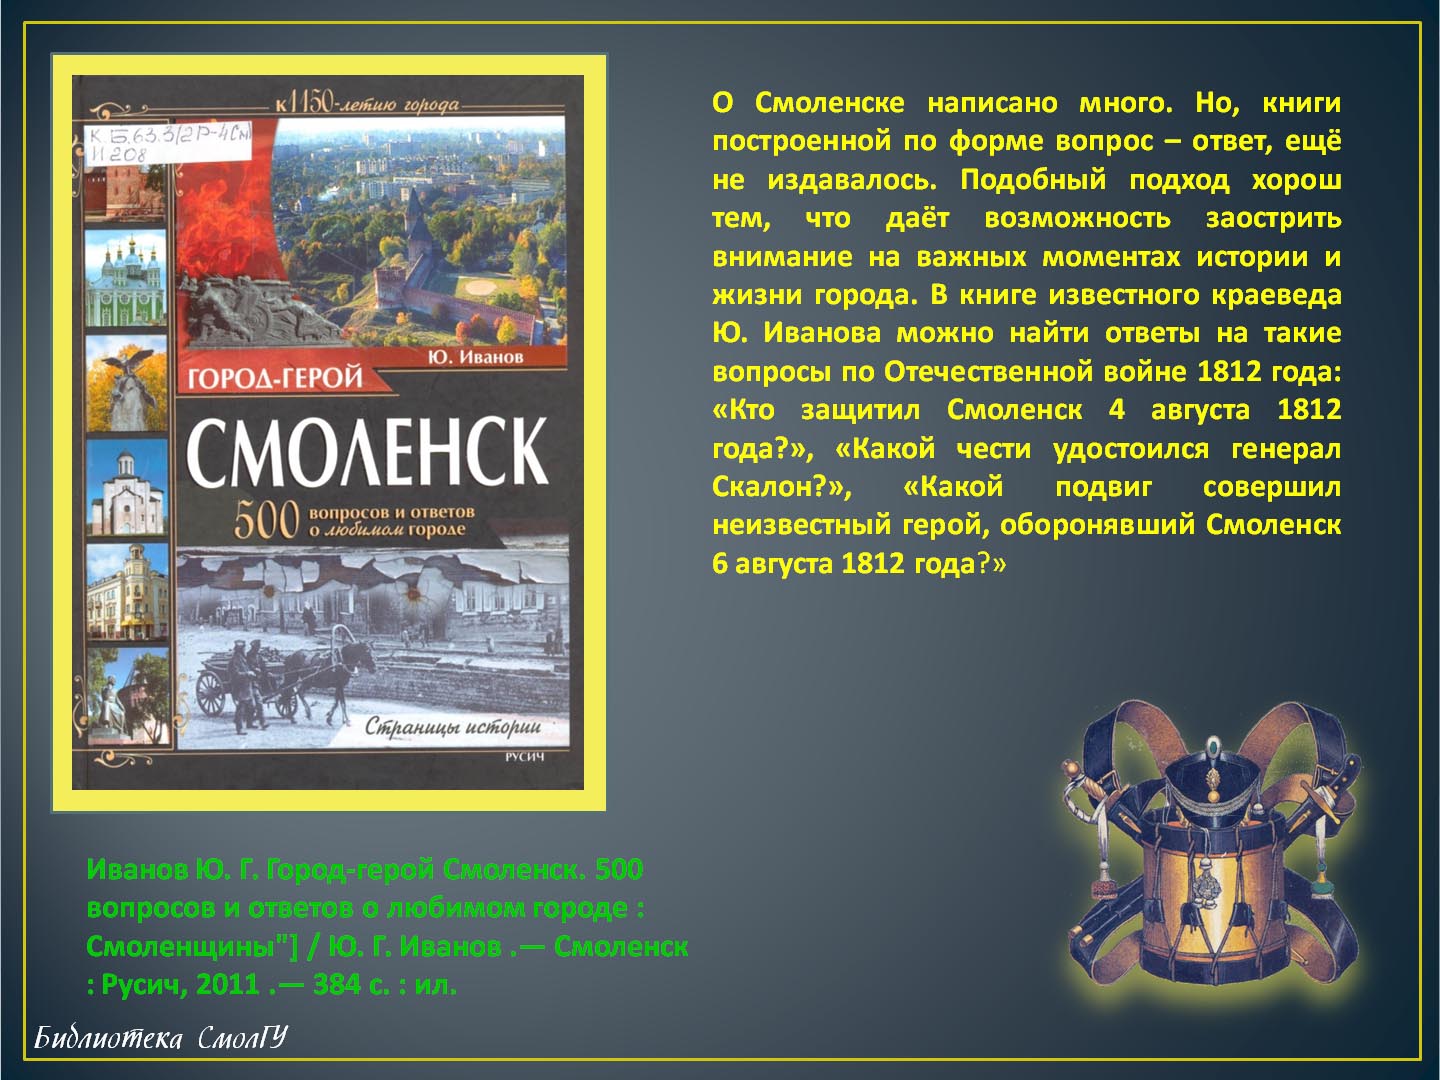 к 1150-летию города
К Б.63.3(2Р-4См)
И 208
Ю. Иванов
ГОРОД-ГЕРОЙ
СМОЛЕНСК
500 вопросов и ответов
о любимом городе
Страницы истории
РУСИЧ
О Смоленске написано много. Но, книги
построенной по форме вопрос – ответ, ещё
не издавалось. Подобный подход хорош
тем, что даёт возможность заострить
внимание на важных моментах истории и
жизни города. В книге известного краеведа
Ю. Иванова можно найти ответы на такие
вопросы по Отечественной войне 1812 года:
«Кто защитил Смоленск 4 августа 1812
года?», «Какой чести удостоился генерал
Скалон?», «Какой подвиг совершил
неизвестный герой, оборонявший Смоленск
6 августа 1812 года?»
Иванов Ю. Г. Город-герой Смоленск. 500
вопросов и ответов о любимом городе :
Смоленщины"] / Ю. Г. Иванов .— Смоленск
: Русич, 2011 .— 384 с. : ил.
Библиотека СмолГУ